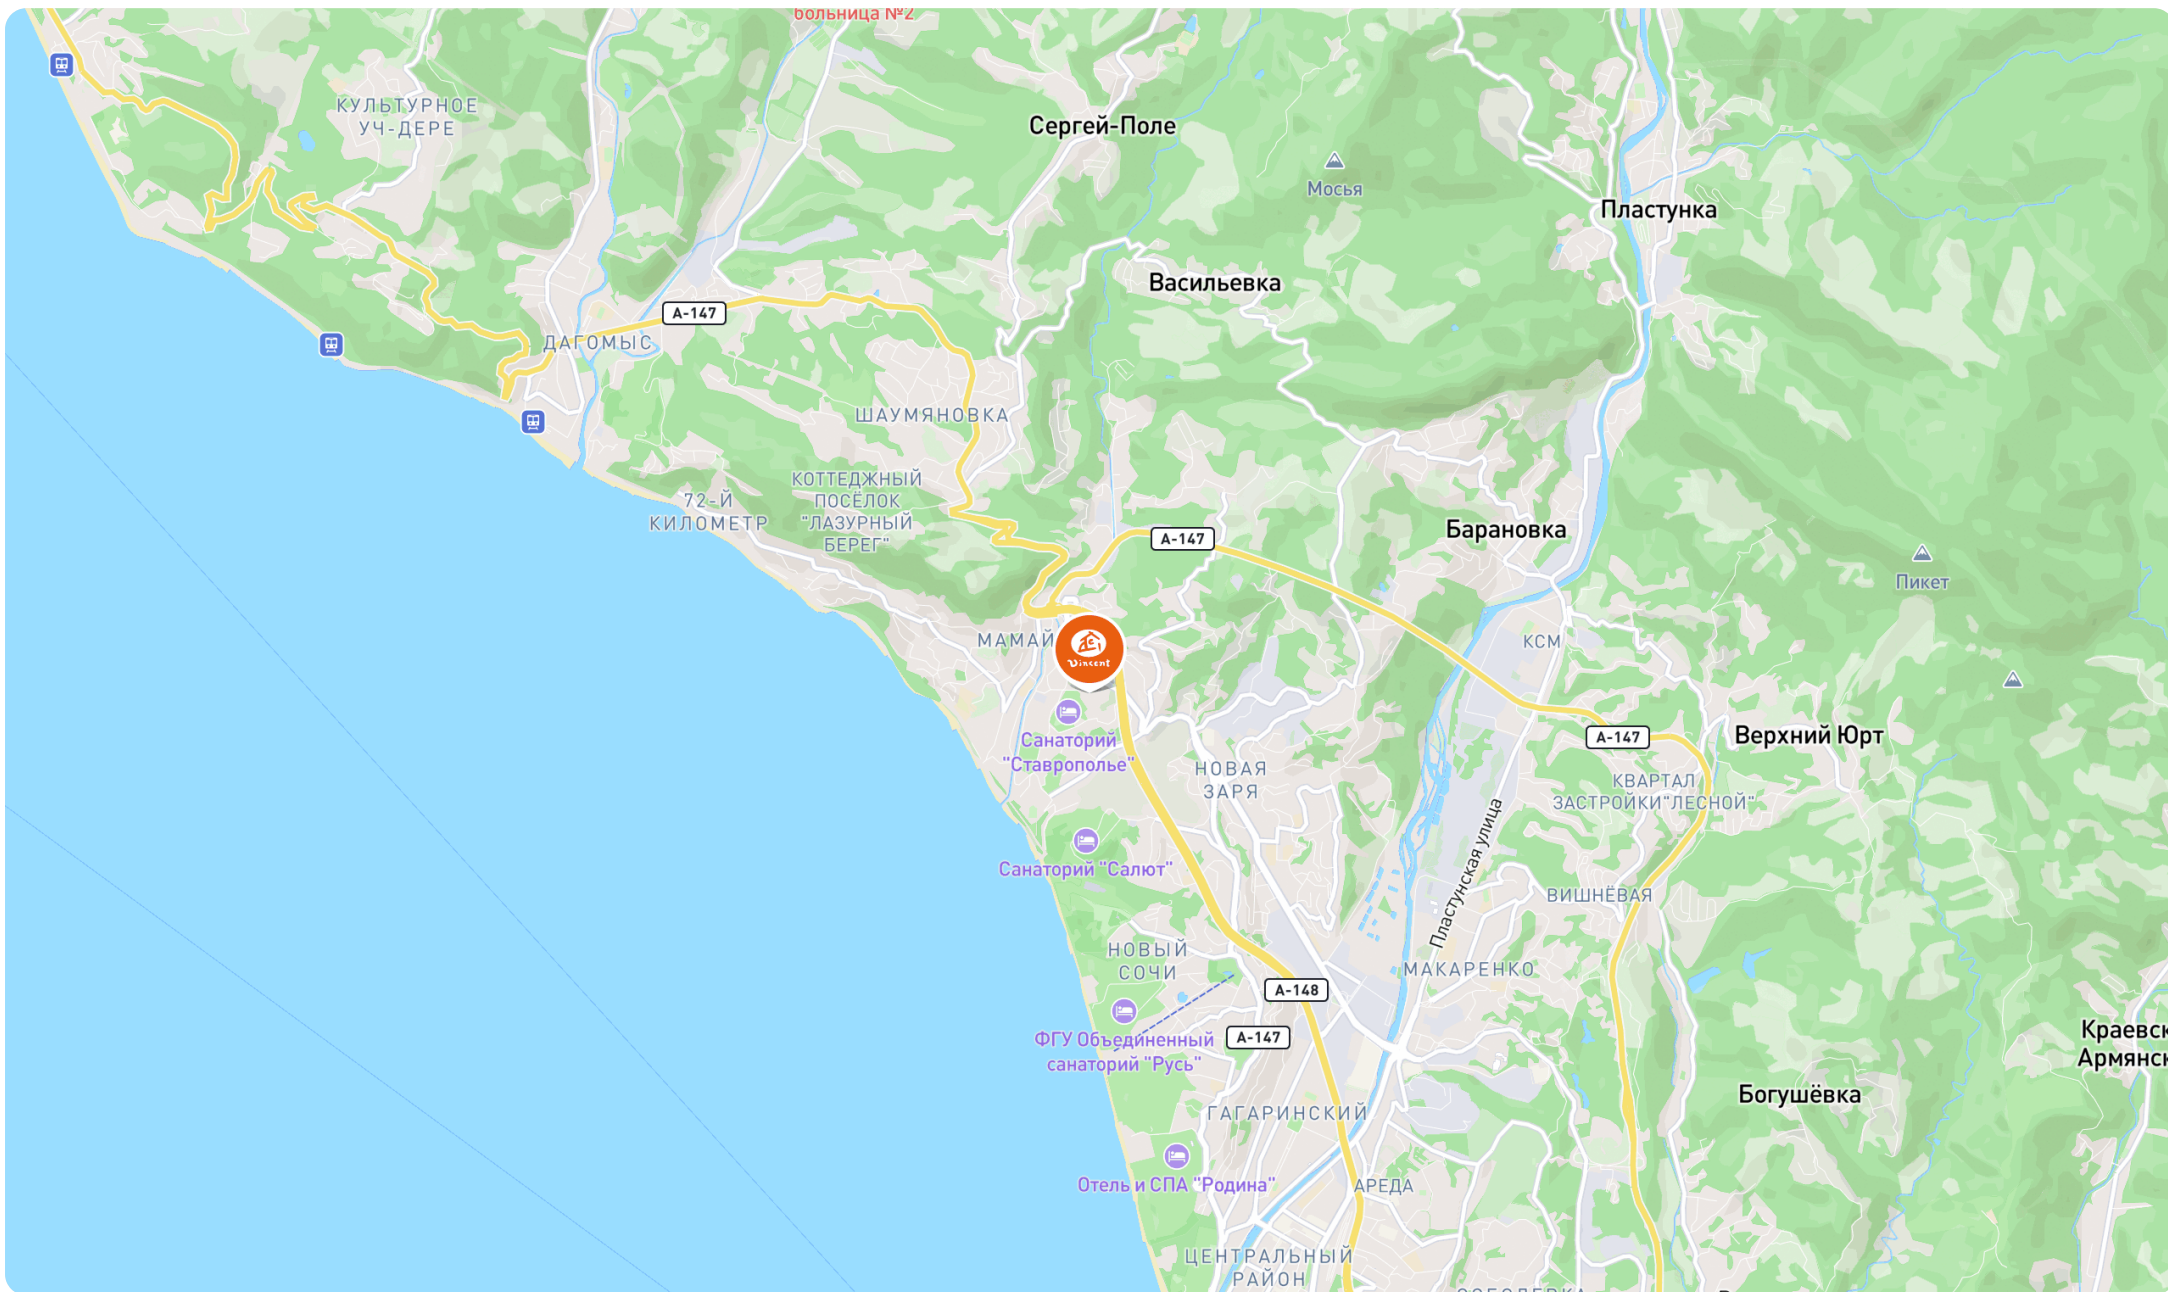 больница №2
КУЛЬТУРНОЕ
УЧ-ДЕРЕ
Сергей-Поле
Мосья
Пластунка
Васильевка
А-147
ДАГОМЫС
ШАУМЯНОВКА
КОТТЕДЖНЫЙ
ПОСЁЛОК
"ЛАЗУРНЫЙ
БЕРЕГ"
72-Й
КИЛОМЕТР
А-147
Барановка
Пикет
МАМАЙ
Vincent
КСМ
Санаторий
"Ставрополье"
А-147
Верхний Юрт
НОВАЯ
ЗАРЯ
КВАРТАЛ
ЗАСТРОЙКИ"ЛЕСНОЙ"
Пластунская улица
Санаторий "Салют"
ВИШНЁВАЯ
НОВЫЙ
СОЧИ
МАКАРЕНКО
А-148
А-147
ФГУ Объединенный
санаторий "Русь"
Краевск
Армянск
Богушёвка
ГАГАРИНСКИЙ
Отель и СПА "Родина"
АРЕДА
ЦЕНТРАЛЬНЫЙ
РАЙОН